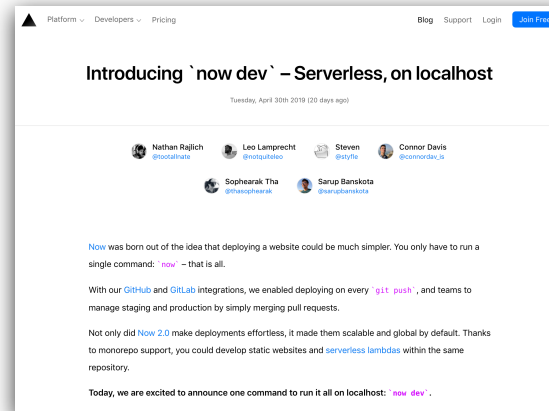 Platform Developers Pricing Blog Support Login Join Free
Introducing `now dev` – Serverless, on localhost
Tuesday, April 30th 2019 (20 days ago)
Nathan Rajlich Leo Lamprecht Steven Connor Davis
@tootallnate @notquiteleo @styfle @connordav_is
Sophearak Tha Sarup Banskota
@thasophearak @sarupbanskota
Now was born out of the idea that deploying a website could be much simpler. You only have to run a
single command: `now` – that is all.
With our GitHub and GitLab integrations, we enabled deploying on every `git push`, and teams to
manage staging and production by simply merging pull requests.
Not only did Now 2.0 make deployments effortless, it made them scalable and global by default. Thanks
to monorepo support, you could develop static websites and serverless lambdas within the same
repository.
Today, we are excited to announce one command to run it all on localhost: `now dev`.